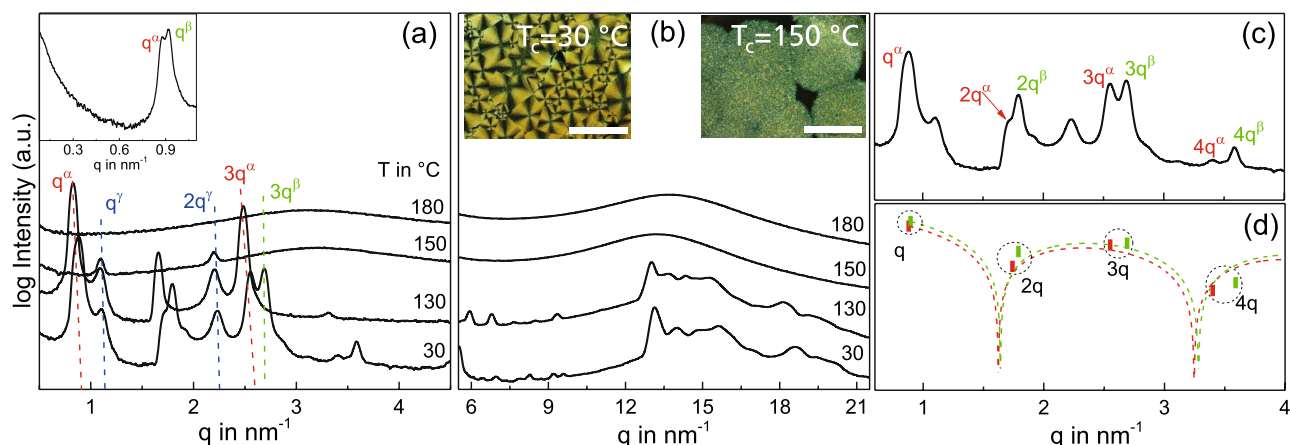 (a)
q^α
q^β
0.3 0.6 0.9
q in nm⁻¹
T in °C
q^α
q^γ
2q^γ
3q^α
3q^β
180
150
130
30
log Intensity (a.u.)
1 2 3 4
q in nm⁻¹
T_c=30 °C
(b)
T_c=150 °C
180
150
130
30
6 9 12 15 18 21
q in nm⁻¹
(c)
q^α
2q^α
2q^β
3q^α
3q^β
4q^α
4q^β
(d)
q
2q
3q
4q
1 2 3 4
q in nm⁻¹